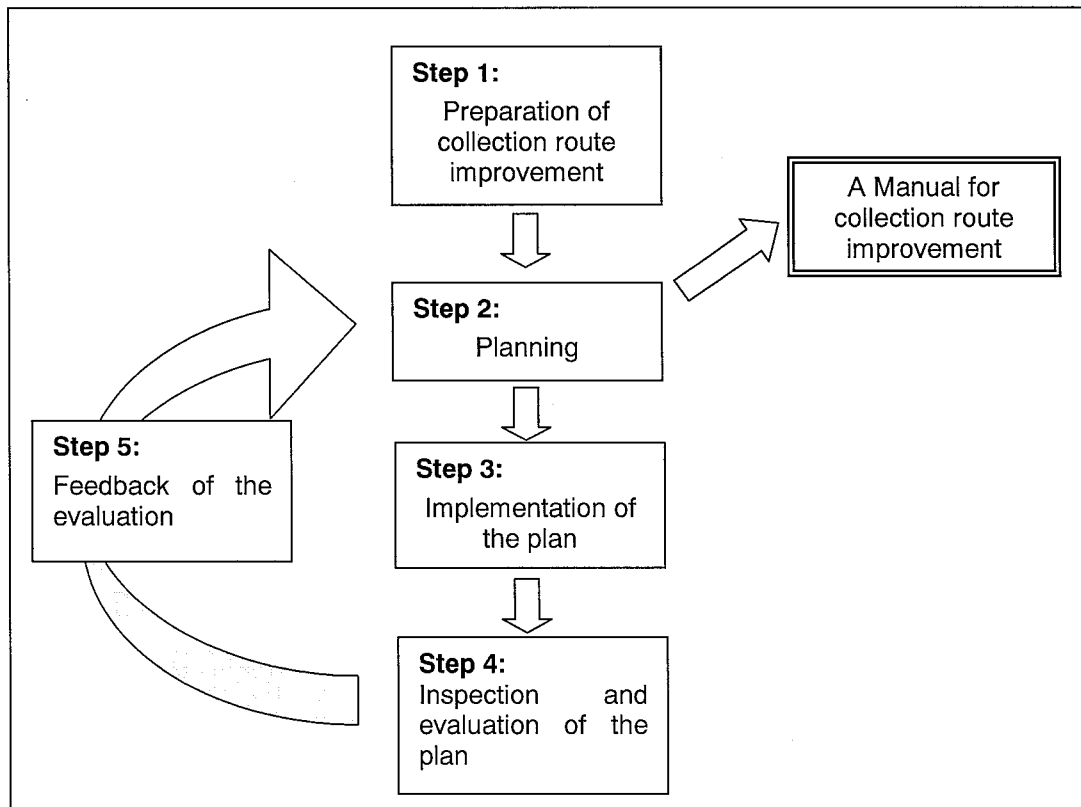 Step 1:
Preparation of
collection route
improvement
A Manual for
collection route
improvement
Step 2:
Planning
Step 3:
Implementation of
the plan
Step 4:
Inspection and
evaluation of the
plan
Step 5:
Feedback of the
evaluation